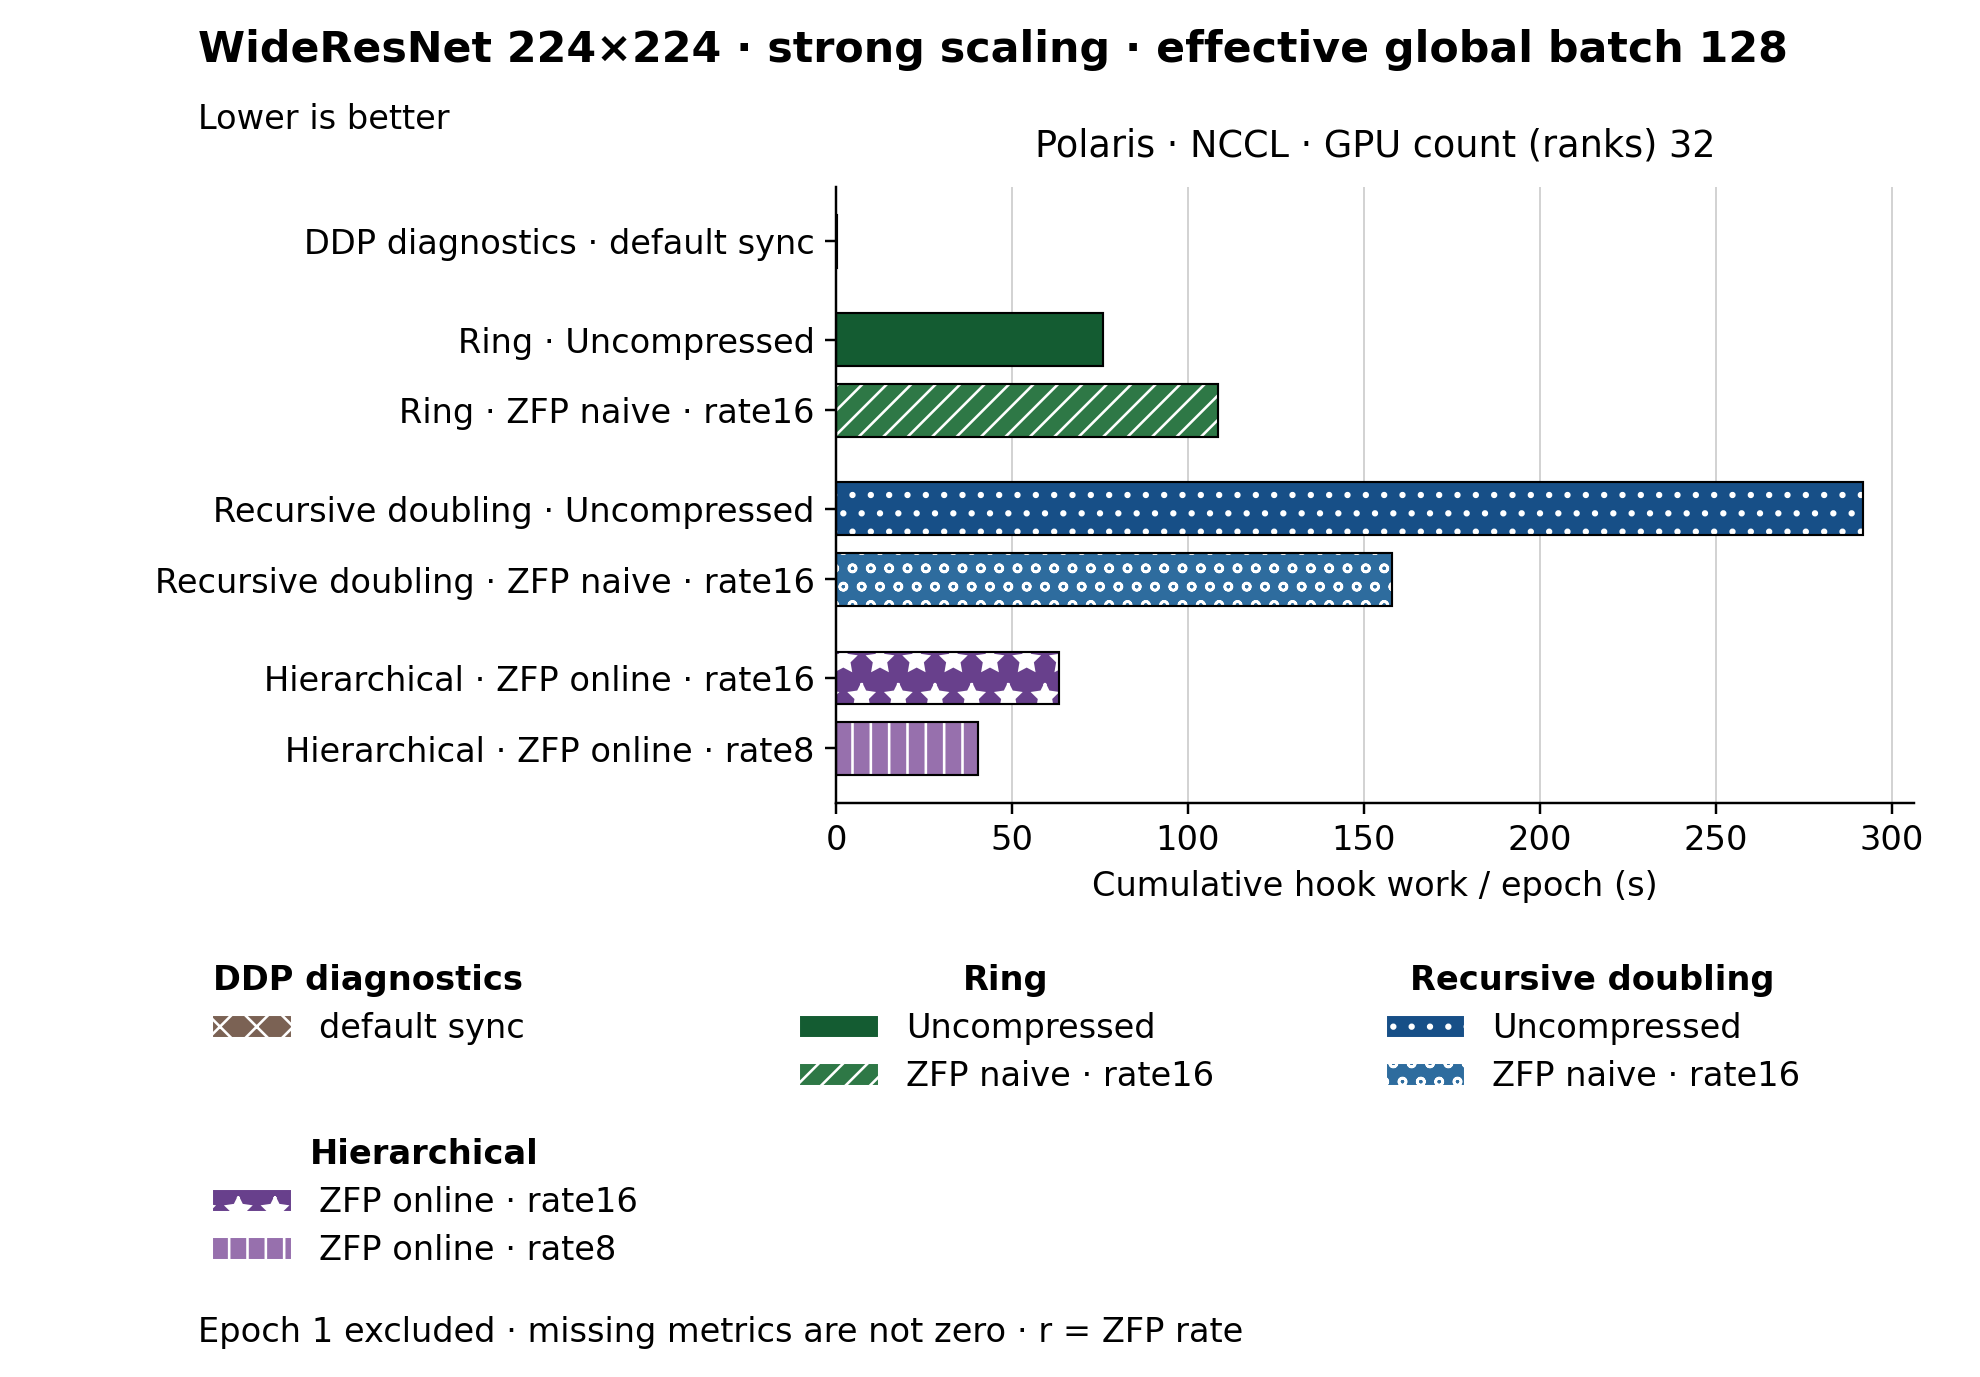 WideResNet 224×224 · strong scaling · effective global batch 128
Lower is better
Polaris · NCCL · GPU count (ranks) 32
DDP diagnostics · default sync
Ring · Uncompressed
Ring · ZFP naive · rate16
Recursive doubling · Uncompressed
Recursive doubling · ZFP naive · rate16
Hierarchical · ZFP online · rate16
Hierarchical · ZFP online · rate8
0 50 100 150 200 250 300
Cumulative hook work / epoch (s)
DDP diagnostics
default sync
Ring
Uncompressed
ZFP naive · rate16
Recursive doubling
Uncompressed
ZFP naive · rate16
Hierarchical
ZFP online · rate16
ZFP online · rate8
Epoch 1 excluded · missing metrics are not zero · r = ZFP rate